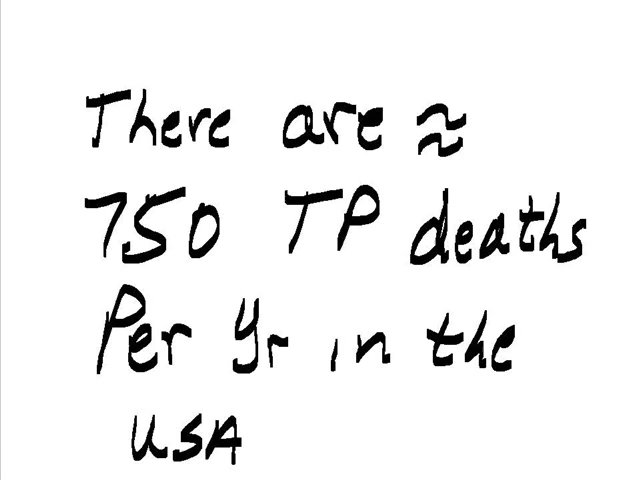 There are ≈
750 TP deaths
Per yr in the
USA